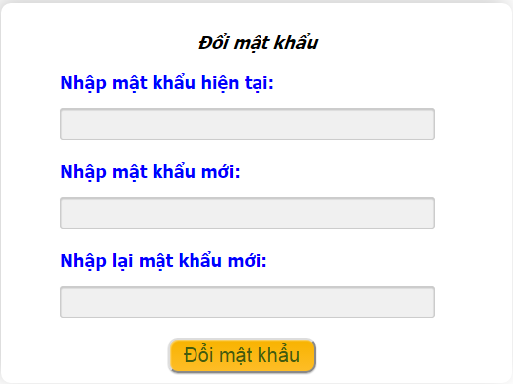 Đổi mật khẩu
Nhập mật khẩu hiện tại:
Nhập mật khẩu mới:
Nhập lại mật khẩu mới:
Đổi mật khẩu